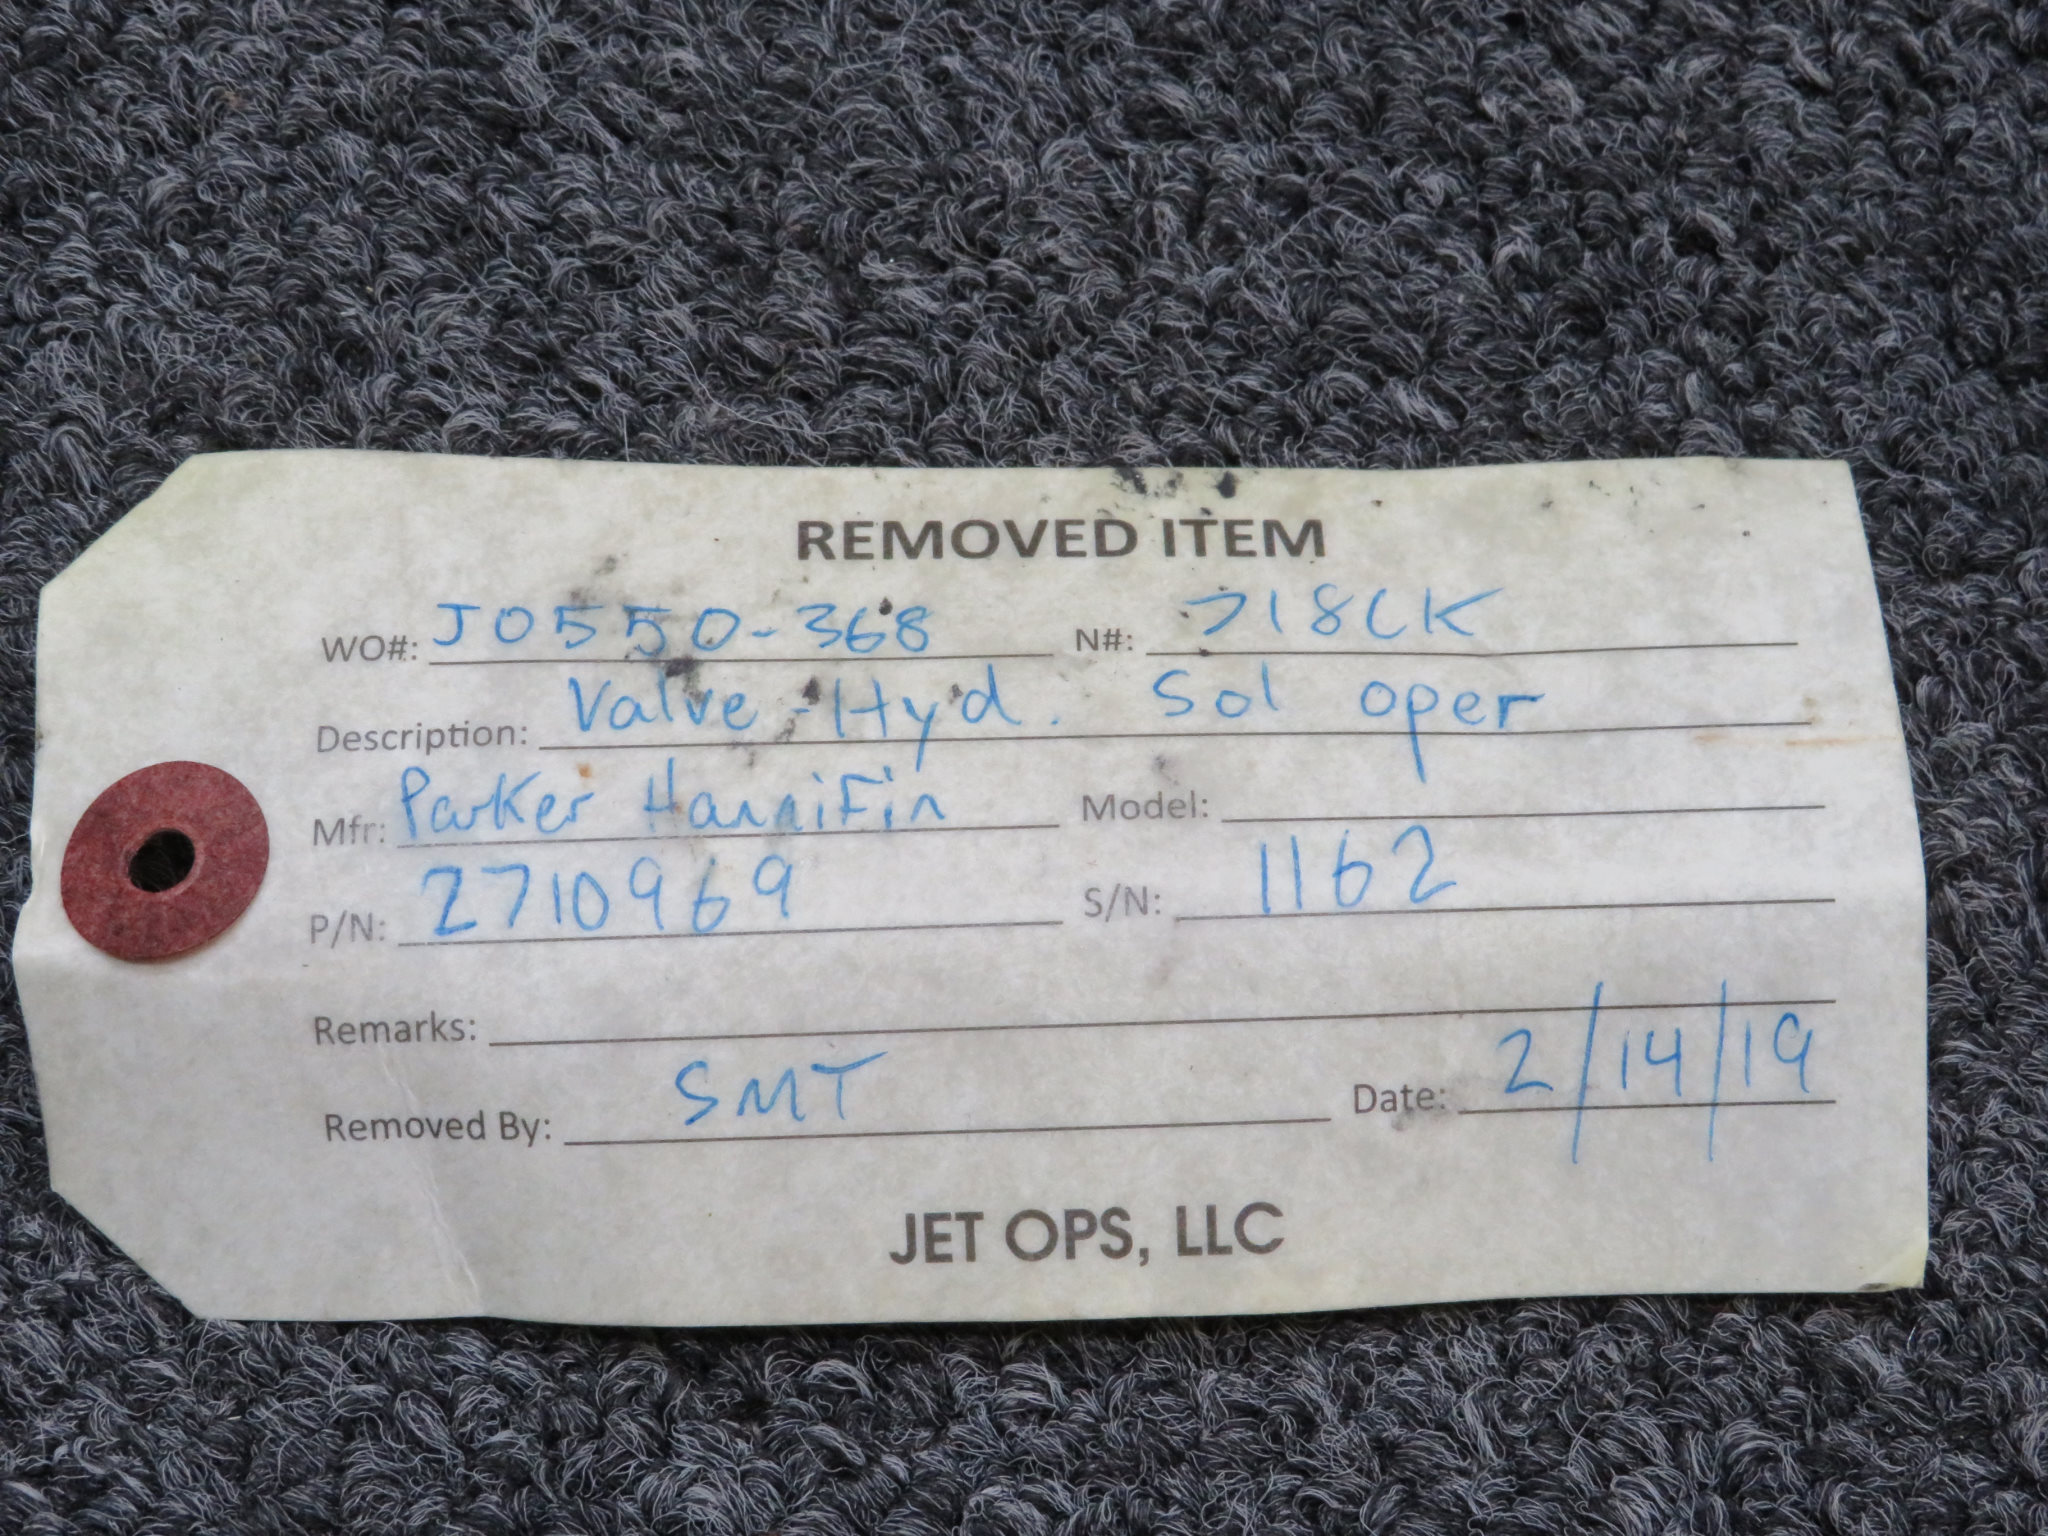 REMOVED ITEM
WO#: JO550-368 N#: 718CK
Description: Valve-Hyd. Sol oper
Mfr: Parker HanniFin Model:
P/N: 2710969 S/N: 1162
Remarks:
Removed By: SMT Date: 2/14/19
JET OPS, LLC